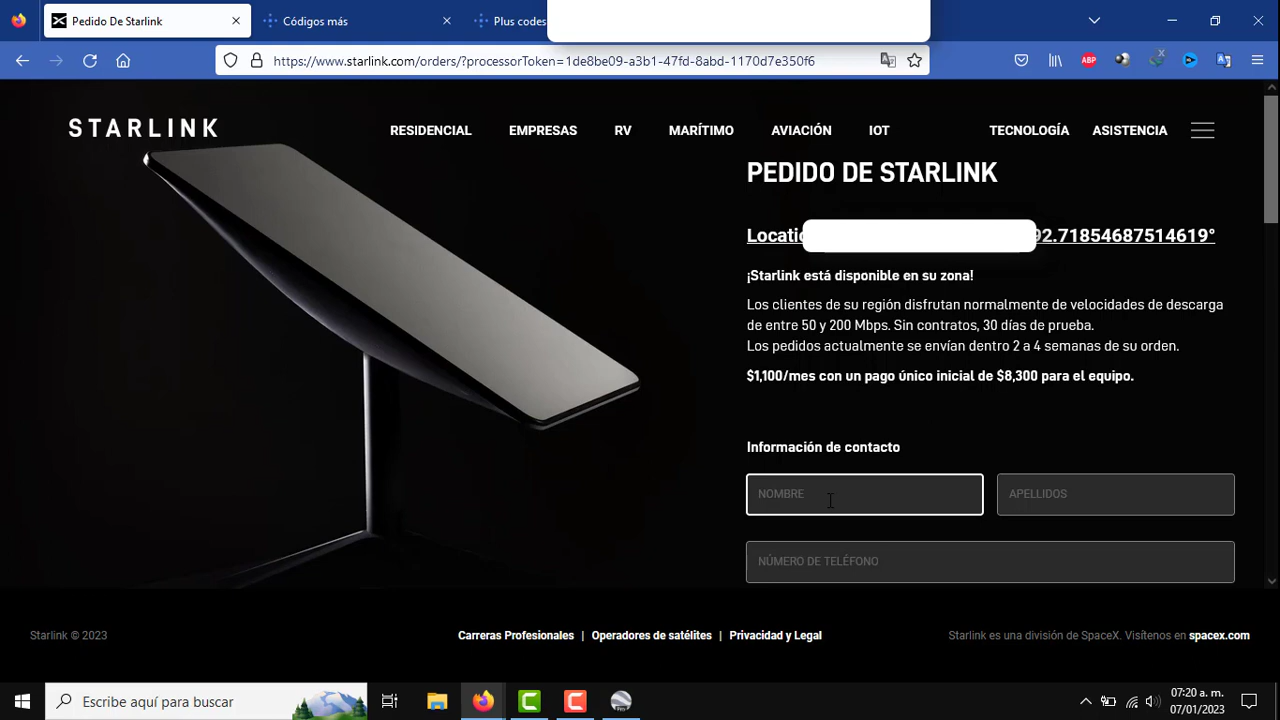 Pedido De Starlink
Códigos más
Plus codes
https://www.starlink.com/orders/?processorToken=1de8be09-a3b1-47fd-8abd-1170d7e350f6
STARLINK
RESIDENCIAL EMPRESAS RV MARÍTIMO AVIACIÓN IOT TECNOLOGÍA ASISTENCIA
PEDIDO DE STARLINK
Locatio 92.71854687514619°
¡Starlink está disponible en su zona!
Los clientes de su región disfrutan normalmente de velocidades de descarga
de entre 50 y 200 Mbps. Sin contratos, 30 días de prueba.
Los pedidos actualmente se envían dentro 2 a 4 semanas de su orden.
$1,100/mes con un pago único inicial de $8,300 para el equipo.
Información de contacto
NOMBRE APELLIDOS
NÚMERO DE TELÉFONO
Starlink © 2023 Carreras Profesionales | Operadores de satélites | Privacidad y Legal Starlink es una división de SpaceX. Visítenos en spacex.com
Escribe aquí para buscar
07:20 a. m.
07/01/2023